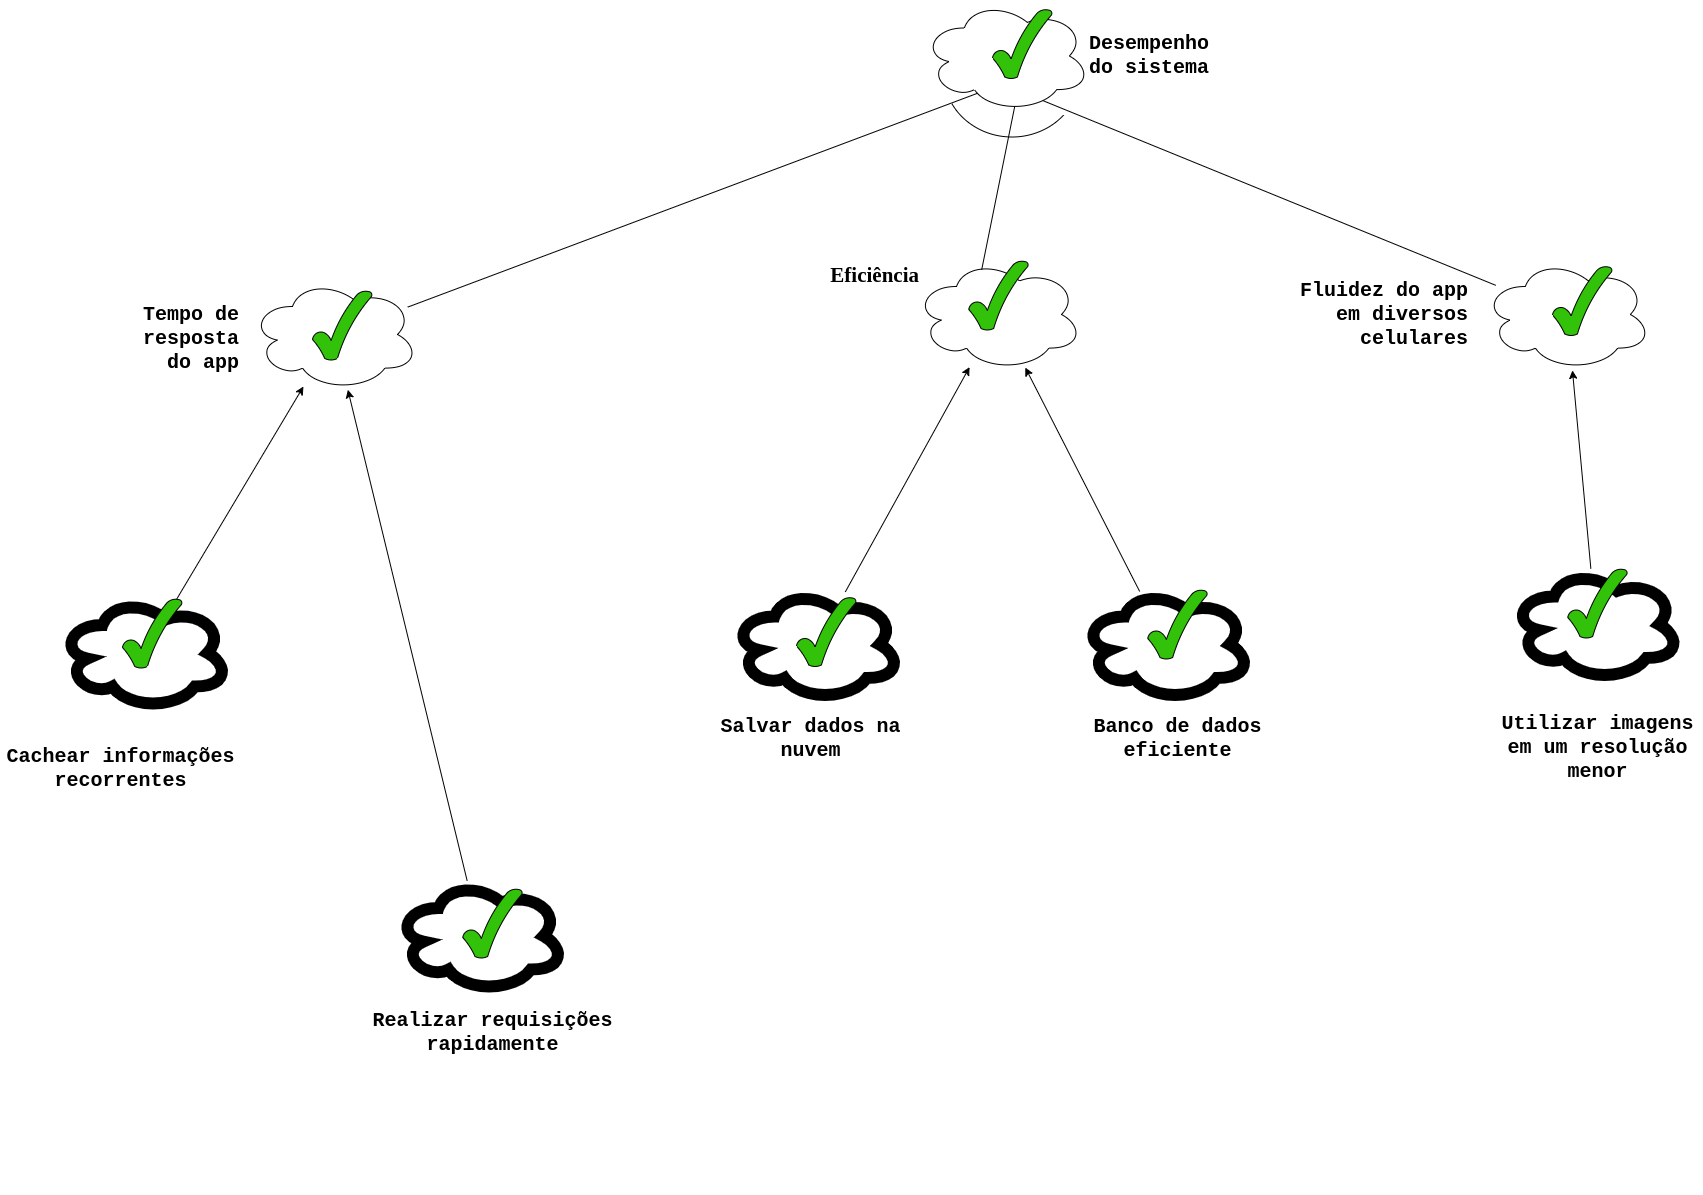 Desempenho
do sistema
Tempo de
resposta
do app
Eficiência
Fluidez do app
em diversos
celulares
Cachear informações
recorrentes
Salvar dados na
nuvem
Banco de dados
eficiente
Utilizar imagens
em um resolução
menor
Realizar requisições
rapidamente